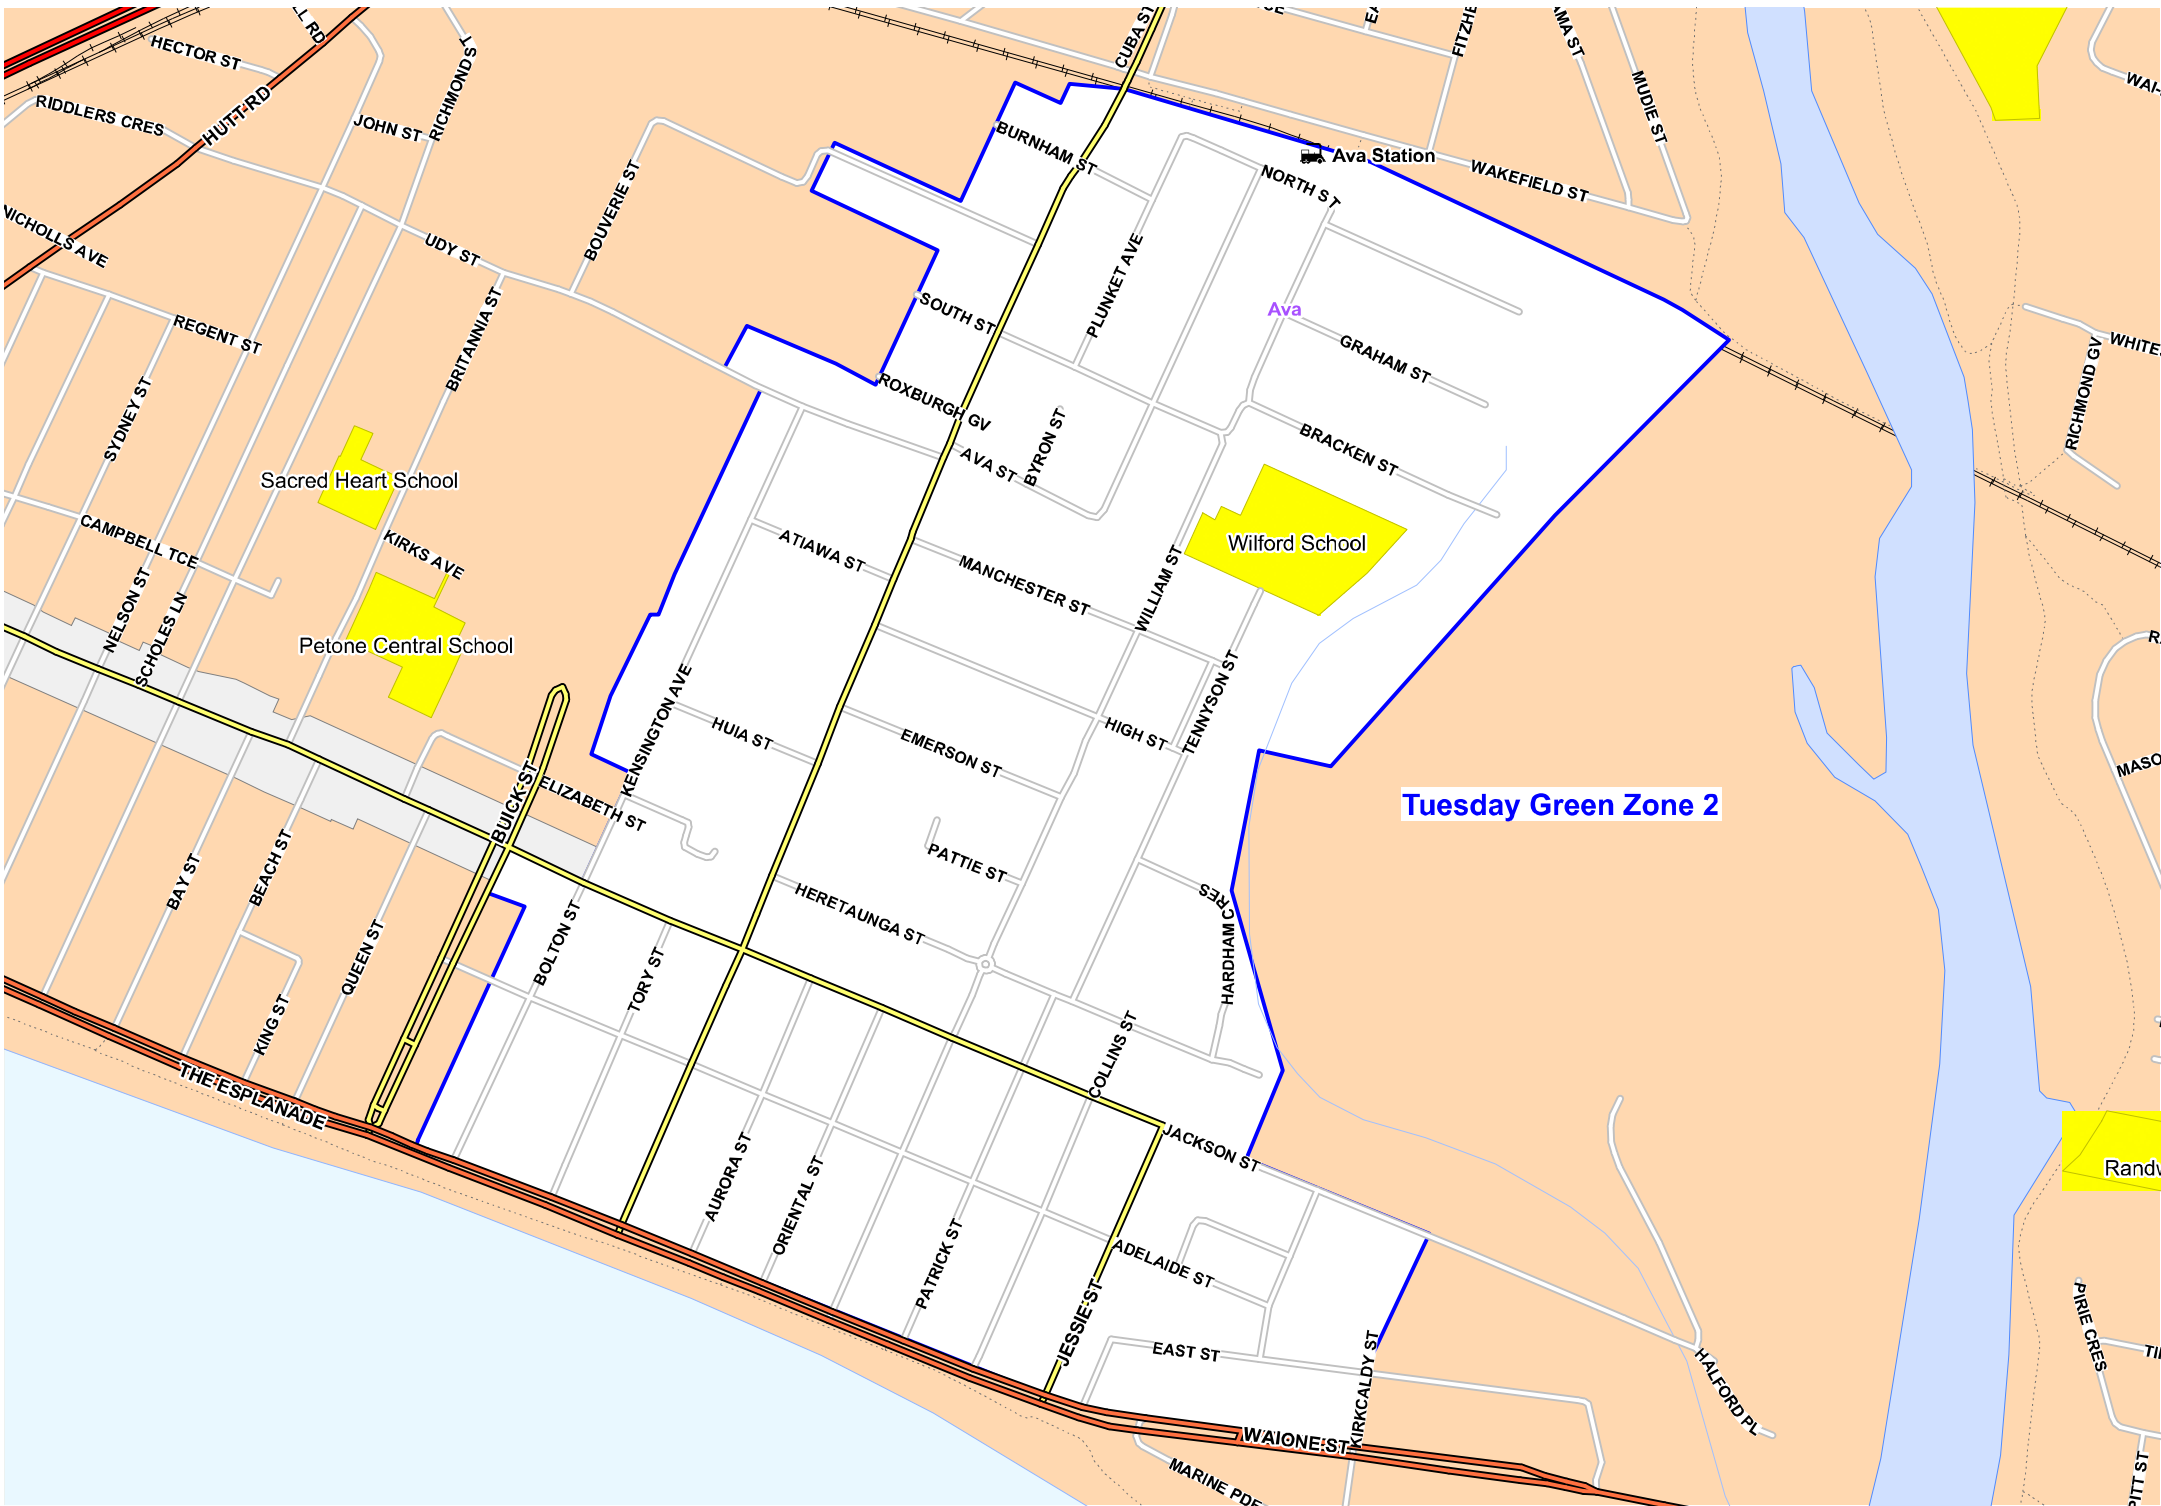 CUBA ST
HECTOR ST
RICHMOND ST
MUDIE ST
RIDDLERS CRES
HUTT RD
JOHN ST
BURNHAM ST
Ava Station
WAKEFIELD ST
NORTH ST
BOUVERIE ST
NICHOLLS AVE
UDY ST
PLUNKET AVE
SOUTH ST
Ava
REGENT ST
BRITANNIA ST
GRAHAM ST
RICHMOND GV
ROXBURGH GV
SYDNEY ST
BYRON ST
BRACKEN ST
AVA ST
Sacred Heart School
CAMPBELL TCE
KIRKS AVE
ATIAWA ST
MANCHESTER ST
WILLIAM ST
Wilford School
NELSON ST
SCHOLES LN
Petone Central School
KENSINGTON AVE
TENNYSON ST
HUIA ST
EMERSON ST
HIGH ST
BUICK ST
ELIZABETH ST
Tuesday Green Zone 2
BAY ST
BEACH ST
PATTIE ST
HERETAUNGA ST
HARDHAM CRES
QUEEN ST
BOLTON ST
TORY ST
KING ST
COLLINS ST
THE ESPLANADE
JACKSON ST
AURORA ST
ORIENTAL ST
PATRICK ST
ADELAIDE ST
JESSIE ST
EAST ST
KIRKCALDY ST
HALFORD PL
PIRIE CRES
WAIONE ST
MARINE PDE
PITT ST